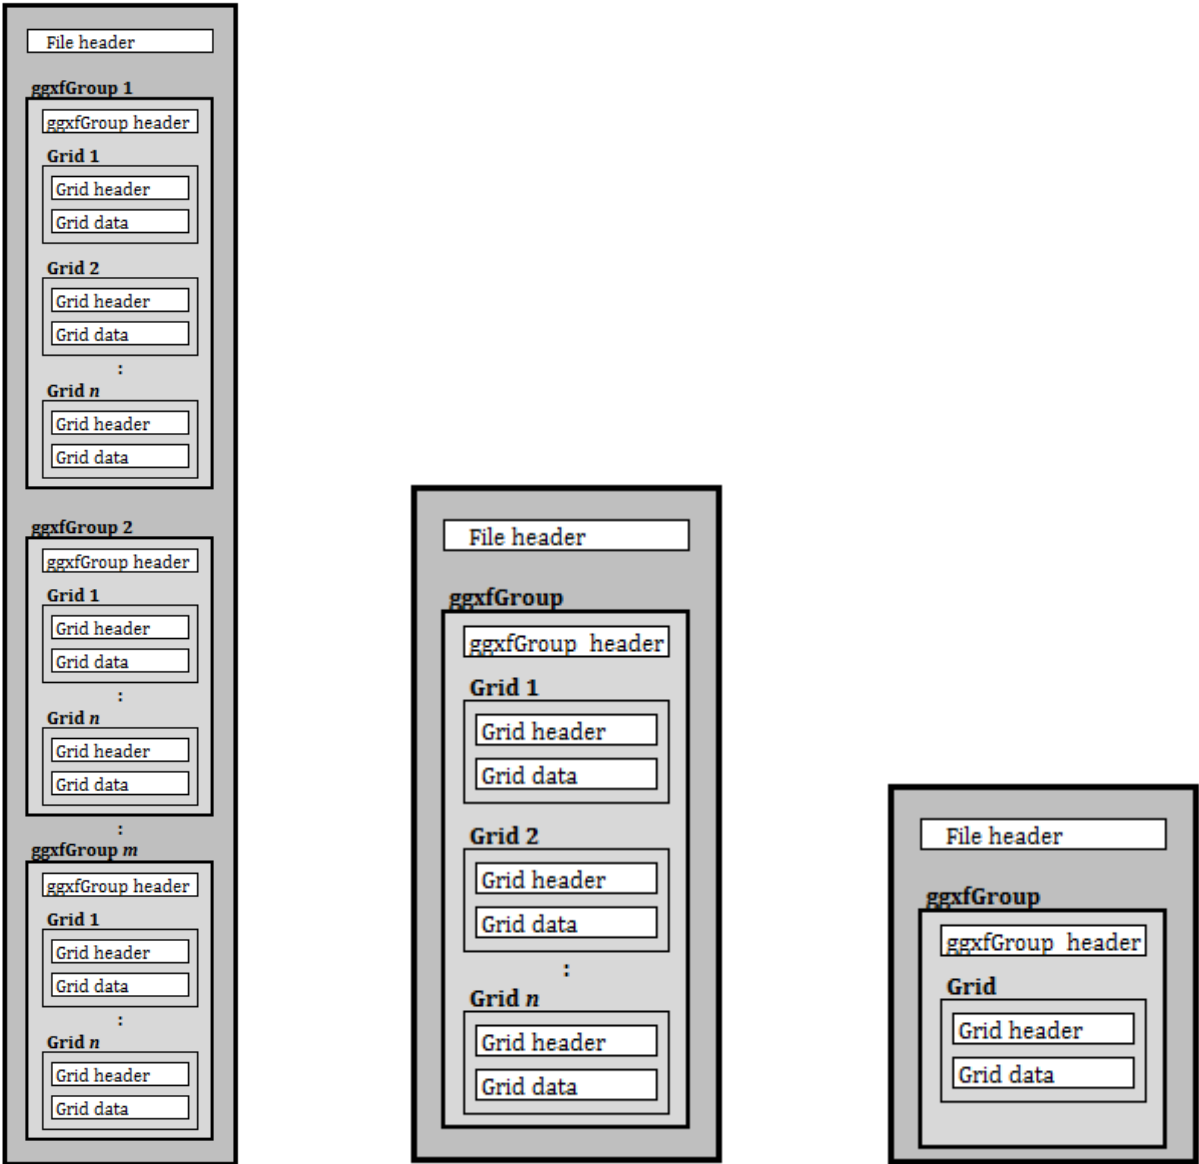 File header
ggxfGroup 1
ggxfGroup header
Grid 1
Grid header
Grid data
Grid 2
Grid header
Grid data
:
Grid n
Grid header
Grid data
ggxfGroup 2
ggxfGroup header
Grid 1
Grid header
Grid data
:
Grid n
Grid header
Grid data
:
ggxfGroup m
ggxfGroup header
Grid 1
Grid header
Grid data
:
Grid n
Grid header
Grid data
File header
ggxfGroup
ggxfGroup header
Grid 1
Grid header
Grid data
Grid 2
Grid header
Grid data
:
Grid n
Grid header
Grid data
File header
ggxfGroup
ggxfGroup header
Grid
Grid header
Grid data